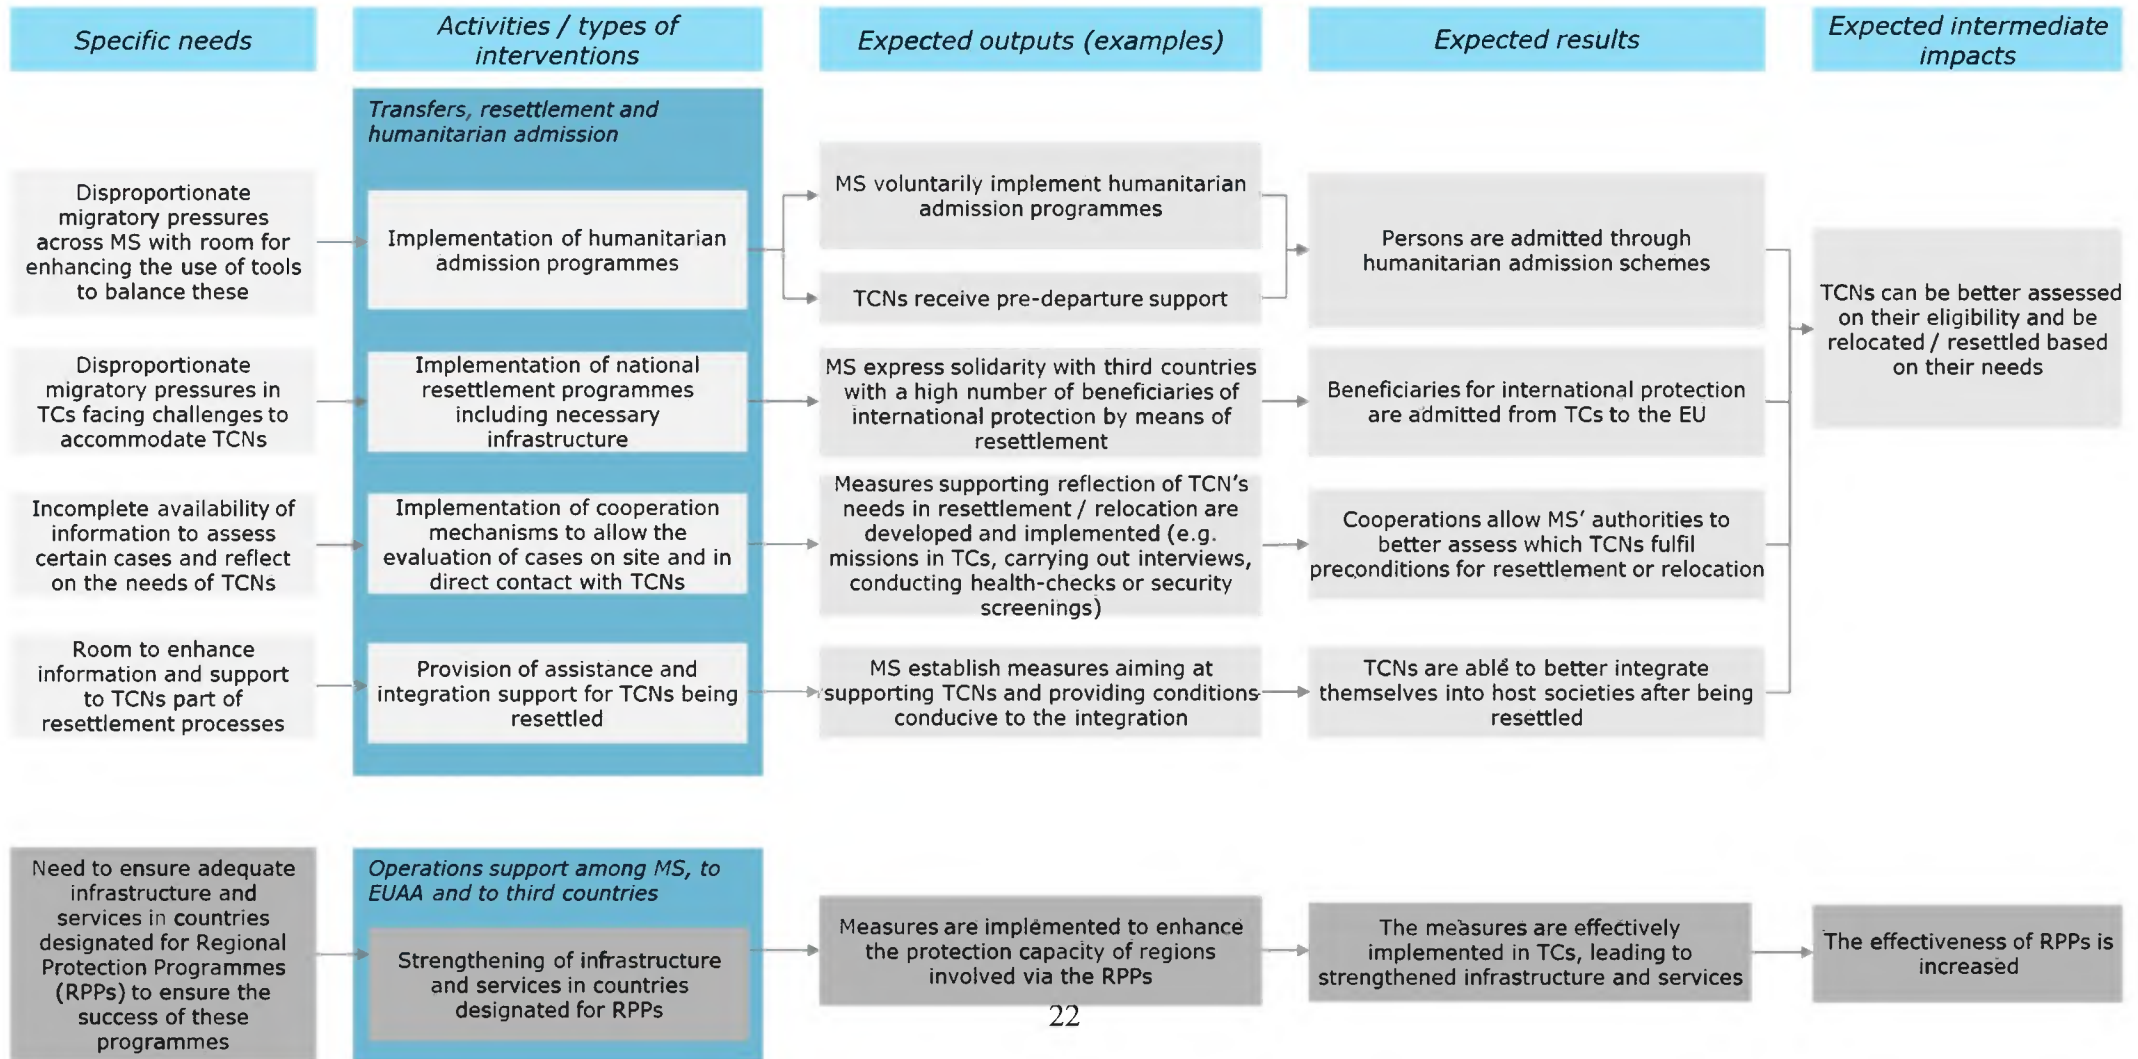 Specific needs
Activities / types of
interventions
Expected outputs (examples)
Expected results
Expected intermediate
impacts
Transfers, resettlement and
humanitarian admission
Disproportionate
migratory pressures
across MS with room for
enhancing the use of tools
to balance these
Implementation of humanitarian
admission programmes
MS voluntarily implement humanitarian
admission programmes
TCNs receive pre-departure support
Persons are admitted through
humanitarian admission schemes
TCNs can be better assessed
on their eligibility and be
relocated / resettled based
on their needs
Disproportionate
migratory pressures in
TCs facing challenges to
accommodate TCNs
Implementation of national
resettlement programmes
including necessary
infrastructure
MS express solidarity with third countries
with a high number of beneficiaries of
international protection by means of
resettlement
Beneficiaries for international protection
are admitted from TCs to the EU
Incomplete availability of
information to assess
certain cases and reflect
on the needs of TCNs
Implementation of cooperation
mechanisms to allow the
evaluation of cases on site and in
direct contact with TCNs
Measures supporting reflection of TCN's
needs in resettlement / relocation are
developed and implemented (e.g.
missions in TCs, carrying out interviews,
conducting health-checks or security
screenings)
Cooperations allow MS' authorities to
better assess which TCNs fulfil
preconditions for resettlement or relocation
Room to enhance
information and support
to TCNs part of
resettlement processes
Provision of assistance and
integration support for TCNs being
resettled
MS establish measures aiming at
supporting TCNs and providing conditions
conducive to the integration
TCNs are able to better integrate
themselves into host societies after being
resettled
Need to ensure adequate
infrastructure and
services in countries
designated for Regional
Protection Programmes
(RPPs) to ensure the
success of these
programmes
Operations support among MS, to
EUAA and to third countries
Strengthening of infrastructure
and services in countries
designated for RPPs
Measures are implemented to enhance
the protection capacity of regions
involved via the RPPs
The measures are effectively
implemented in TCs, leading to
strengthened infrastructure and services
The effectiveness of RPPs is
increased
22